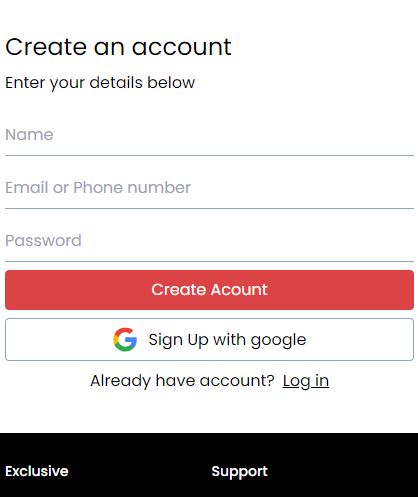 Create an account
Enter your details below
Name
Email or Phone number
Password
Create Acount
Sign Up with google
Already have account? Log in
Exclusive Support